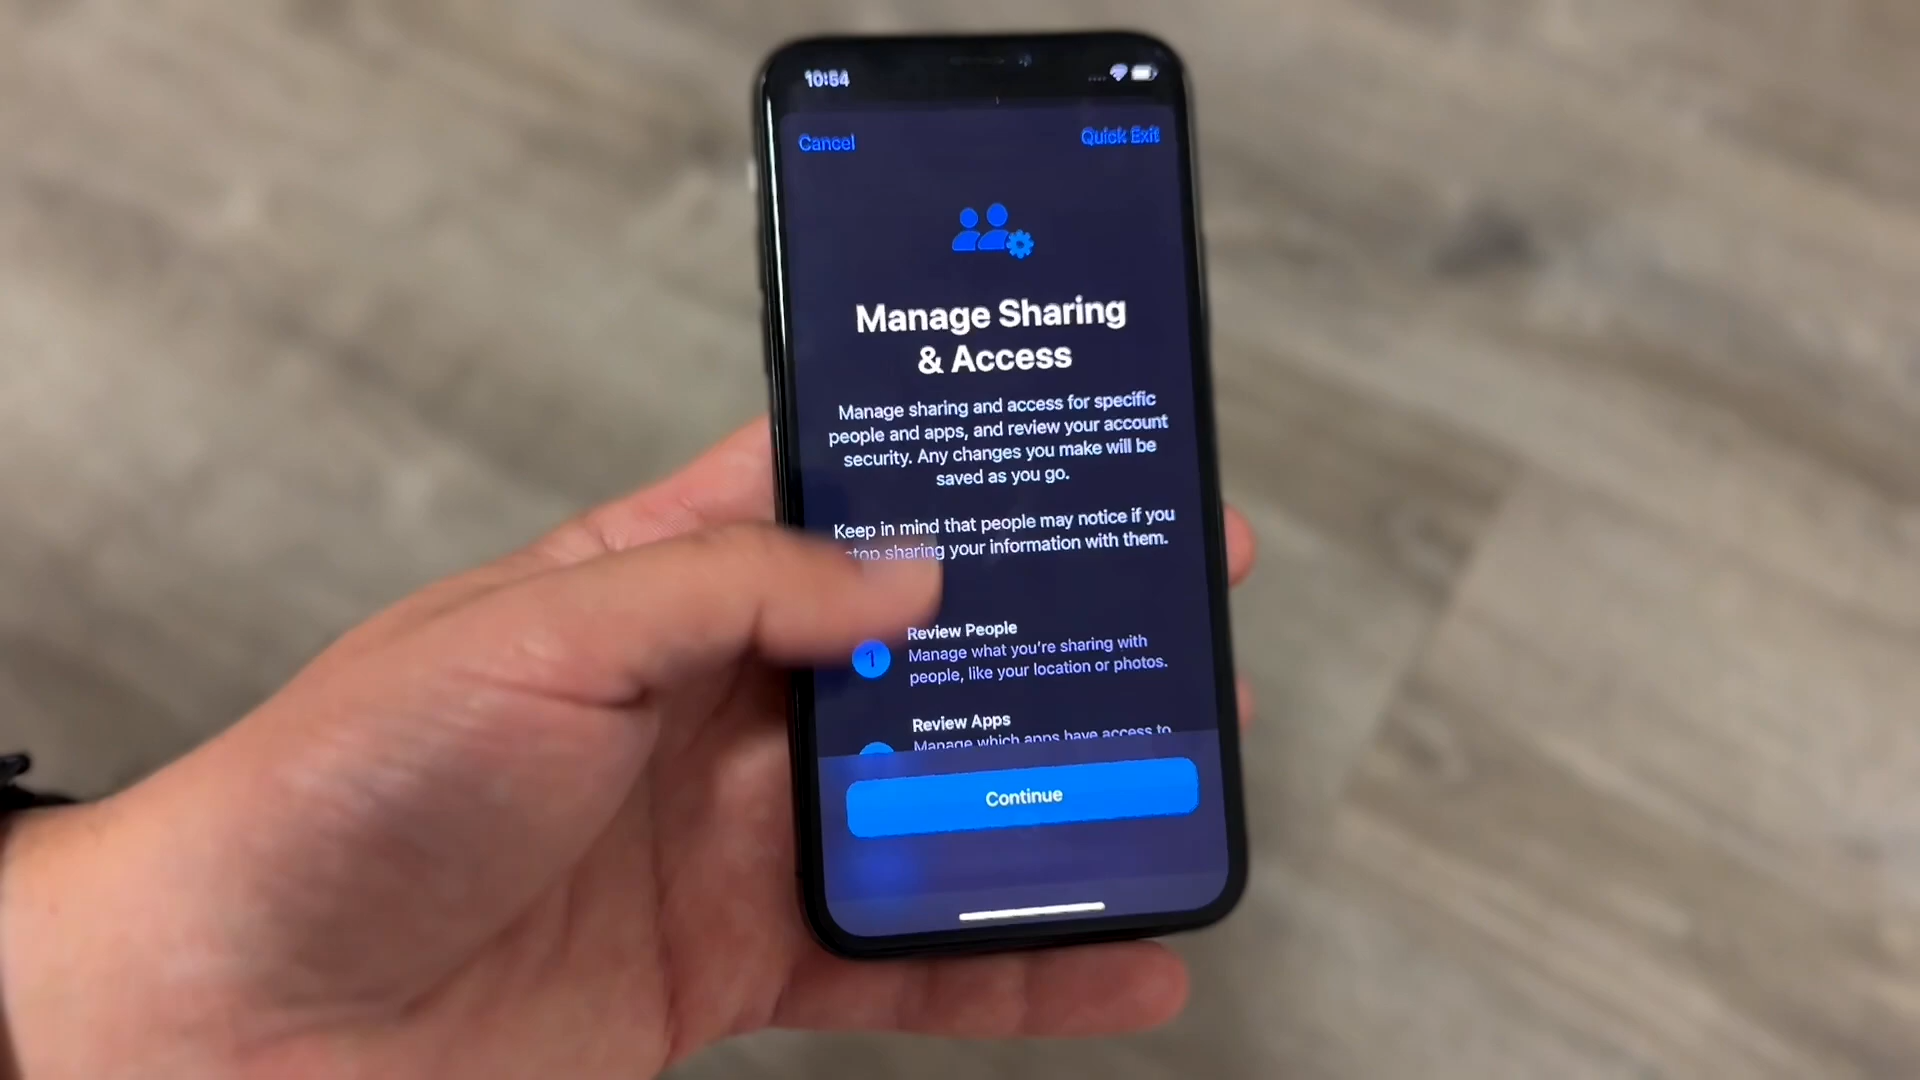 10:54
Cancel
Quick Exit
Manage Sharing
& Access
Manage sharing and access for specific
people and apps, and review your account
security. Any changes you make will be
saved as you go.
Keep in mind that people may notice if you
stop sharing your information with them.
1
Review People
Manage what you're sharing with
people, like your location or photos.
Review Apps
Manage which apps have access to
Continue